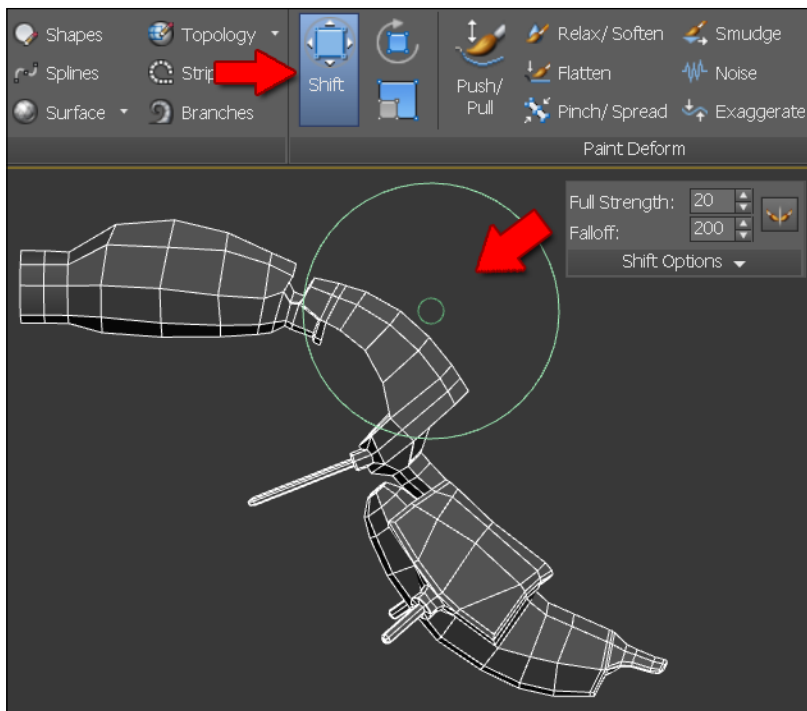 Shapes
Topology
Splines
Surface
Branches
Shift
Push/
Pull
Relax/ Soften
Smudge
Flatten
Noise
Pinch/ Spread
Exaggerate
Paint Deform
Full Strength: 20
Falloff: 200
Shift Options